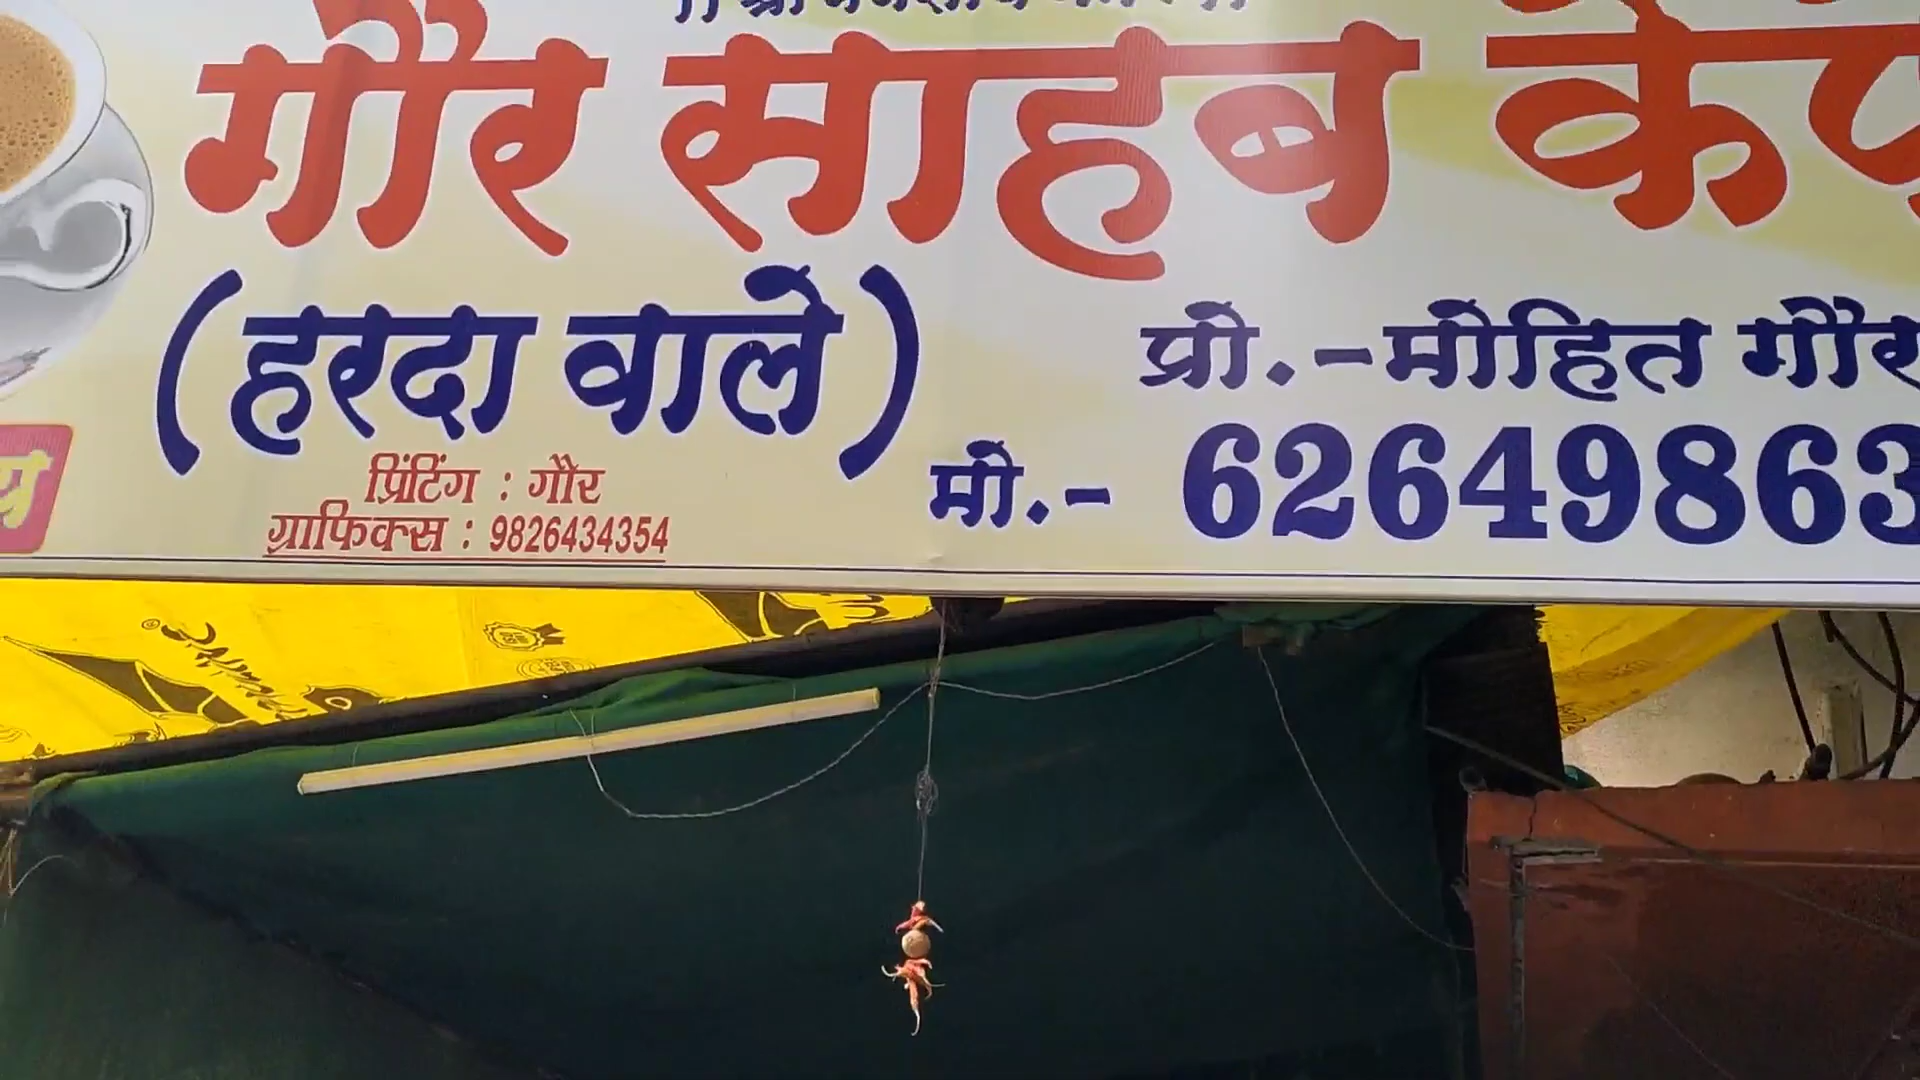 गौर साहब
(हरदा वाले)
प्रो.-मोहित गौर
मो.- 62649863
प्रिंटिंग : गौर
ग्राफिक्स : 9826434354